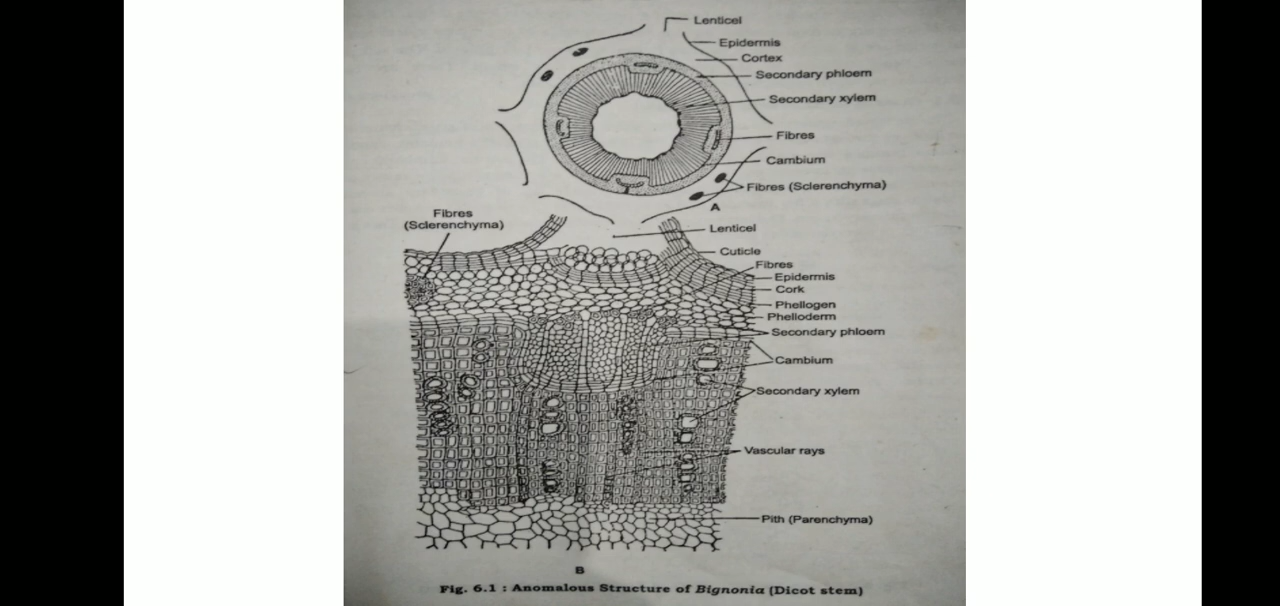 Lenticel
Epidermis
Cortex
Secondary phloem
Secondary xylem
Fibres
Cambium
Fibres (Sclerenchyma)
A
Fibres
(Sclerenchyma)
Lenticel
Cuticle
Fibres
Epidermis
Cork
Phellogen
Phelloderm
Secondary phloem
Cambium
Secondary xylem
Vascular rays
Pith (Parenchyma)
B
Fig. 6.1 : Anomalous Structure of Bignonia (Dicot stem)